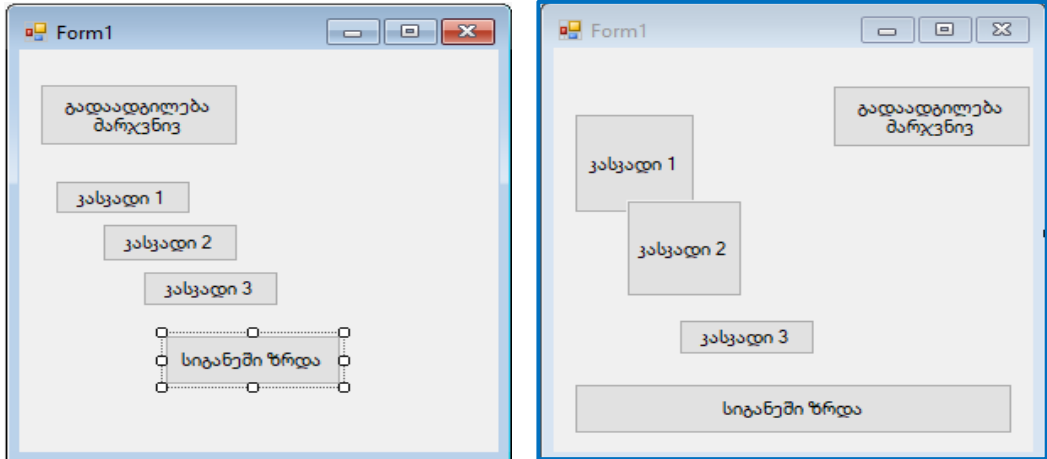 Form1
გადაადგილება
მარჯვნივ
კასკადი 1
კასკადი 2
კასკადი 3
სიგანეში ზრდა
Form1
გადაადგილება
მარჯვნივ
კასკადი 1
კასკადი 2
კასკადი 3
სიგანეში ზრდა